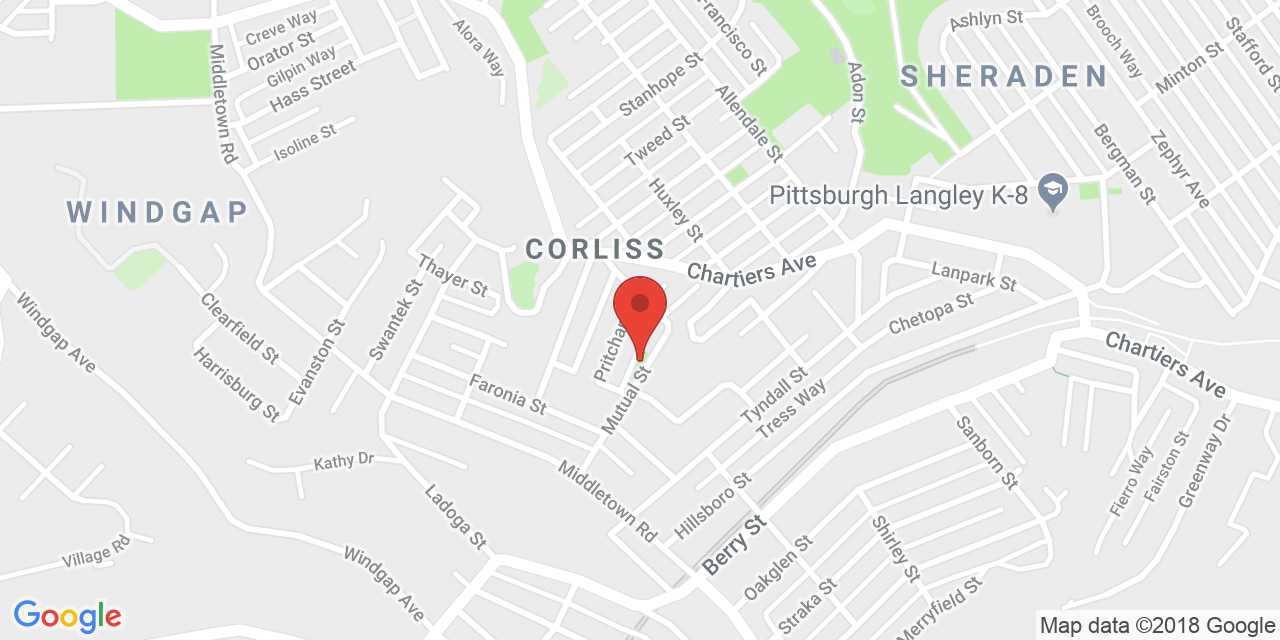 Creve Way
Orator St
Gilpin Way
Hass Street
Middletown Rd
Isoline St
Alora Way
Francisco St
Stanhope St
Allendale St
Tweed St
Huxley St
Adon St
Ashlyn St
Brooch Way
Stafford St
Minton St
SHERADEN
Bergman St
Zephyr Ave
Pittsburgh Langley K-8
WINDGAP
CORLISS
Chartiers Ave
Lanpark St
Chetopa St
Thayer St
Swantek St
Clearfield St
Evanston St
Harrisburg St
Windgap Ave
Faronia St
Mutual St
Tyndall St
Tress Way
Chartiers Ave
Sanborn St
Fierro Way
Fairston St
Greenway Dr
Kathy Dr
Ladoga St
Middletown Rd
Hillsboro St
Berry St
Oakglen St
Straka St
Shirley St
Merryfield St
Village Rd
Windgap Ave
Google
Map data ©2018 Google